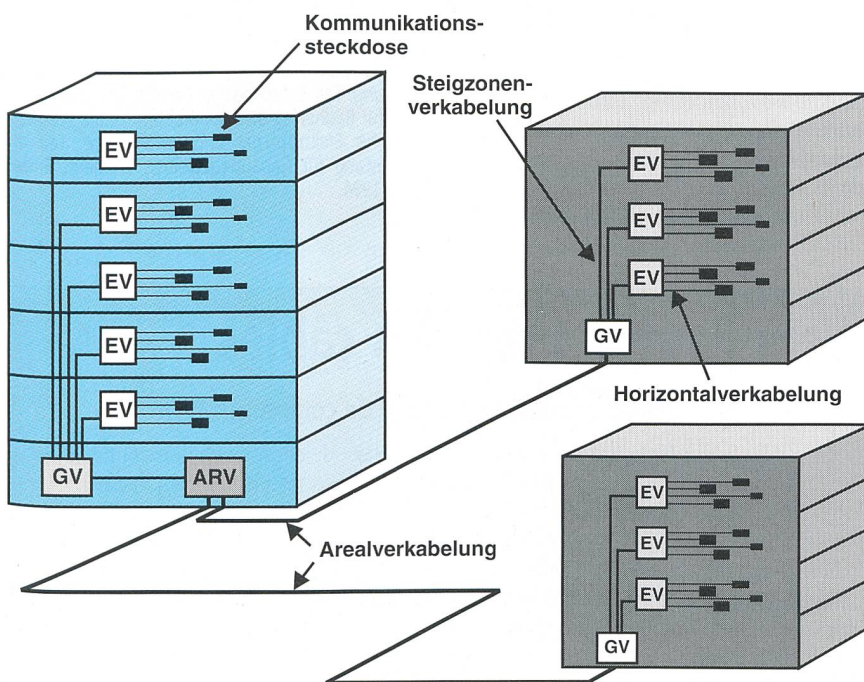 Kommunikations-
steckdose
Steigzonen-
verkabelung
EV
EV
EV
EV
EV
GV
ARV
EV
EV
EV
GV
Horizontalverkabelung
Arealverkabelung
EV
EV
EV
GV